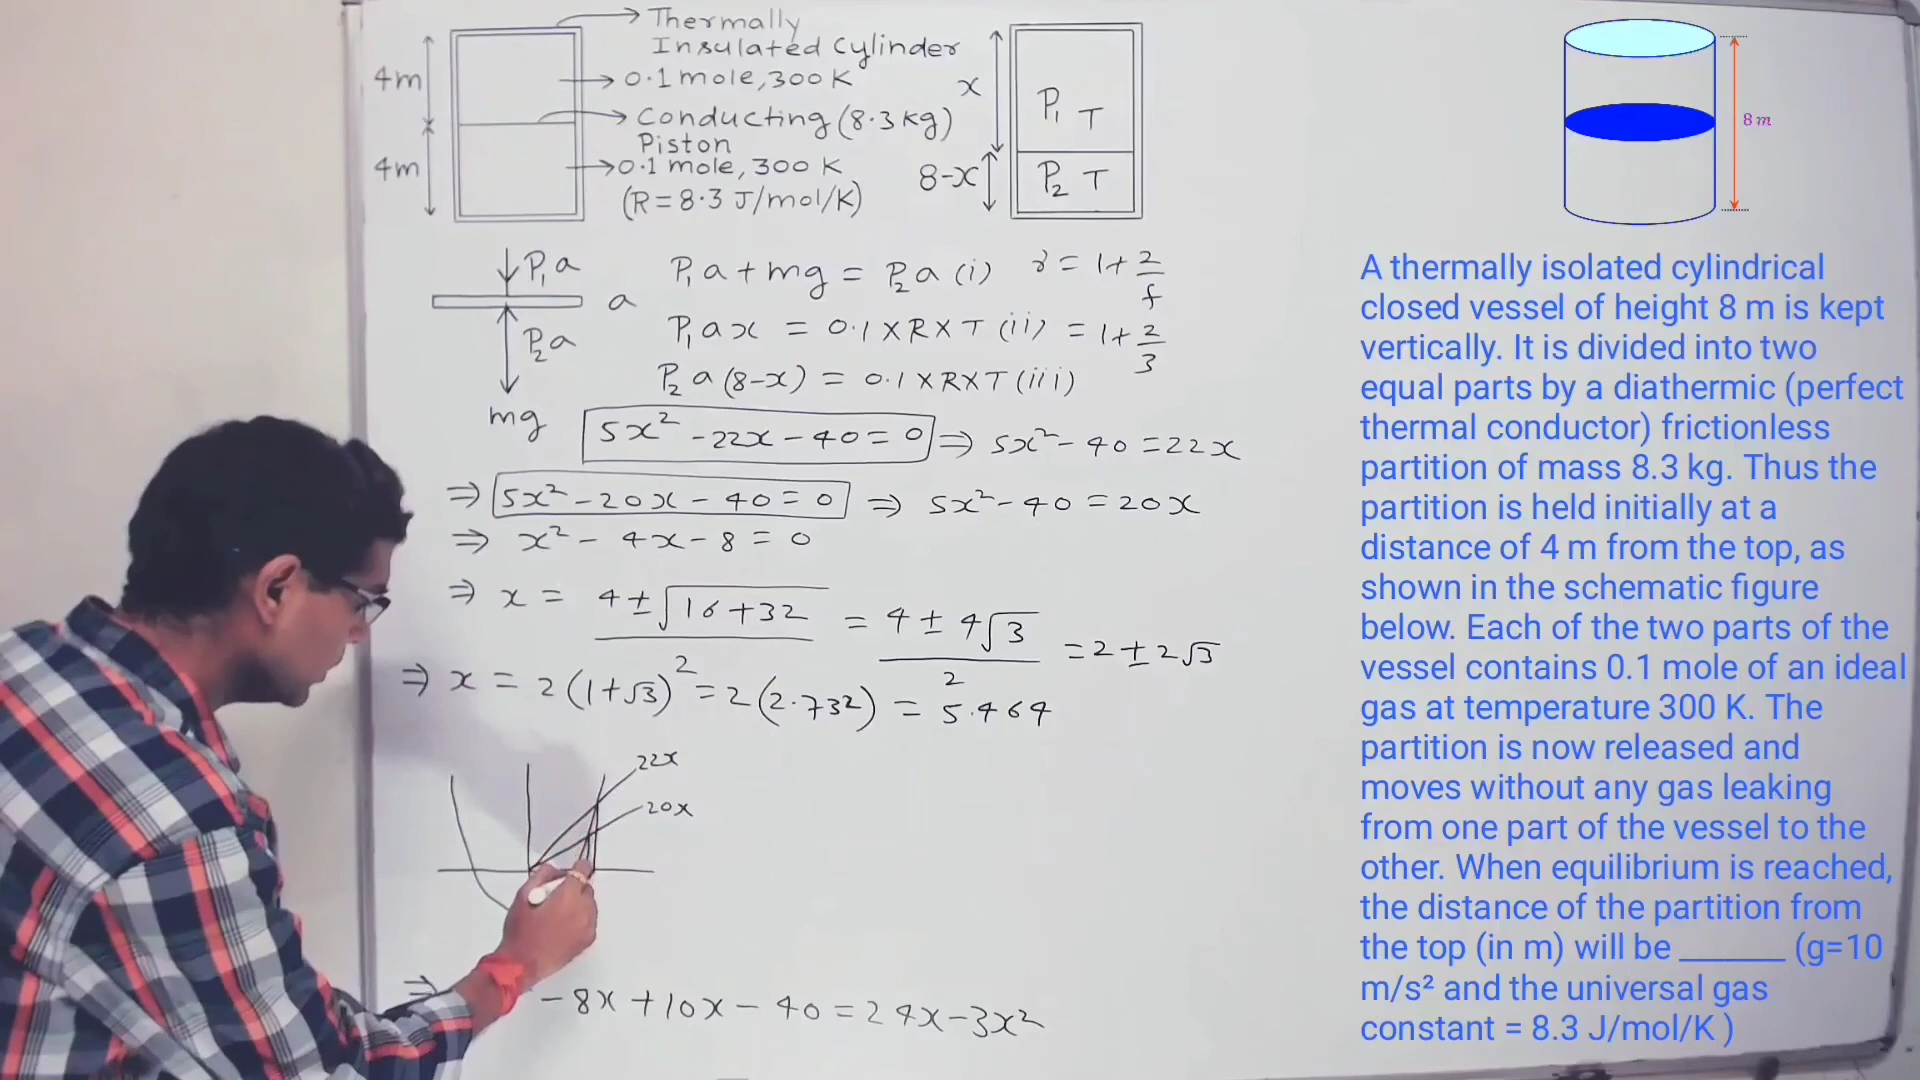 Thermally
Insulated Cylinder
4m
0.1 mole, 300 K
Conducting (8.3 kg)
Piston
4m
0.1 mole, 300 K
(R = 8.3 J/mol/K)
x
P₁ T
8-x
P₂ T
8 m
P₁a
a
P₂a
mg
P₁a + mg = P₂a (i)
γ = 1 + 2/f
P₁ a x = 0.1 × R × T (ii)
= 1 + 2/3
P₂ a (8-x) = 0.1 × R × T (iii)
5x² - 22x - 40 = 0 ⇒ 5x² - 40 = 22x
⇒ 5x² - 20x - 40 = 0 ⇒ 5x² - 40 = 20x
⇒ x² - 4x - 8 = 0
⇒ x = 4 ± √16+32 / 2 = 4 ± 4√3 / 2 = 2 ± 2√3
⇒ x = 2(1+√3) = 2(2.732) = 5.464
22x
20x
⇒
- 8x + 10x - 40 = 24x - 3x²
A thermally isolated cylindrical
closed vessel of height 8 m is kept
vertically. It is divided into two
equal parts by a diathermic (perfect
thermal conductor) frictionless
partition of mass 8.3 kg. Thus the
partition is held initially at a
distance of 4 m from the top, as
shown in the schematic figure
below. Each of the two parts of the
vessel contains 0.1 mole of an ideal
gas at temperature 300 K. The
partition is now released and
moves without any gas leaking
from one part of the vessel to the
other. When equilibrium is reached,
the distance of the partition from
the top (in m) will be ______ (g=10
m/s² and the universal gas
constant = 8.3 J/mol/K )